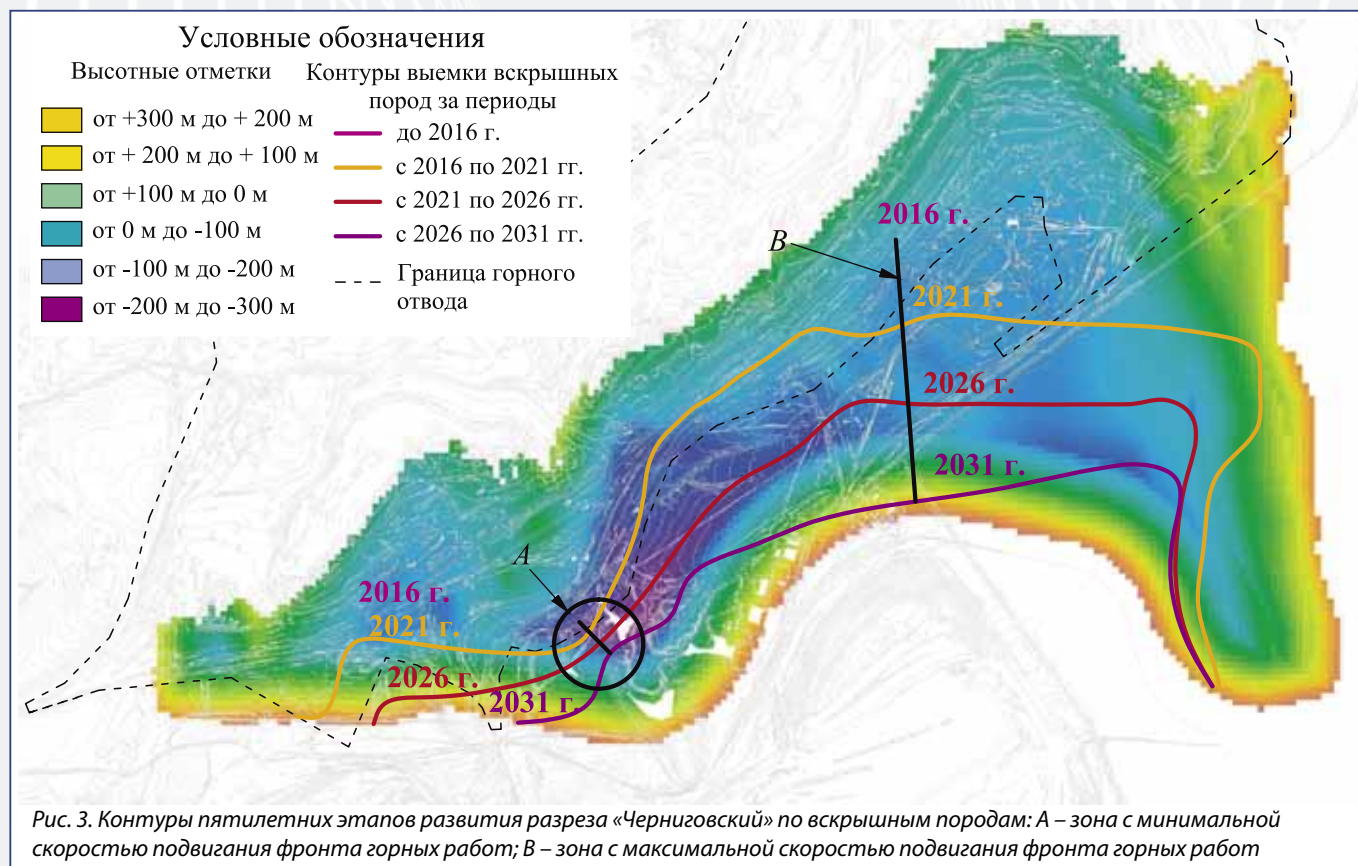 Условные обозначения
Высотные отметки
от +300 м до + 200 м
от + 200 м до + 100 м
от +100 м до 0 м
от 0 м до -100 м
от -100 м до -200 м
от -200 м до -300 м
Контуры выемки вскрышных
пород за периоды
до 2016 г.
с 2016 по 2021 гг.
с 2021 по 2026 гг.
с 2026 по 2031 гг.
Граница горного
отвода
2016 г.
B
2021 г.
2026 г.
2031 г.
A
2016 г.
2021 г.
2026 г.
2031 г.
Рис. 3. Контуры пятилетних этапов развития разреза «Черниговский» по вскрышным породам: А – зона с минимальной
скоростью подвигания фронта горных работ; В – зона с максимальной скоростью подвигания фронта горных работ